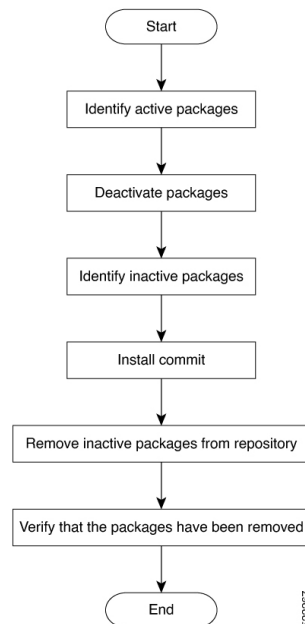 Start
Identify active packages
Deactivate packages
Identify inactive packages
Install commit
Remove inactive packages from repository
Verify that the packages have been removed
End